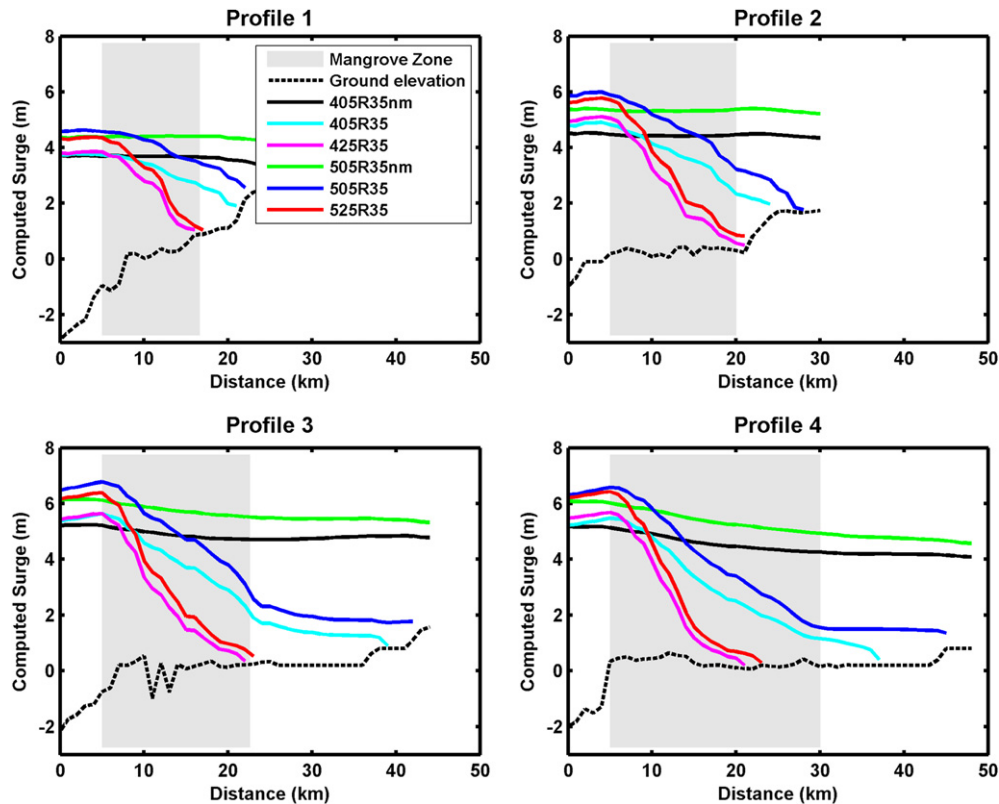 Profile 1
Computed Surge (m)
8
6
4
2
0
-2
0 10 20 30 40 50
Distance (km)
Mangrove Zone
Ground elevation
405R35nm
405R35
425R35
505R35nm
505R35
525R35
Profile 2
Computed Surge (m)
8
6
4
2
0
-2
0 10 20 30 40 50
Distance (km)
Profile 3
Computed Surge (m)
8
6
4
2
0
-2
0 10 20 30 40 50
Distance (km)
Profile 4
Computed Surge (m)
8
6
4
2
0
-2
0 10 20 30 40 50
Distance (km)